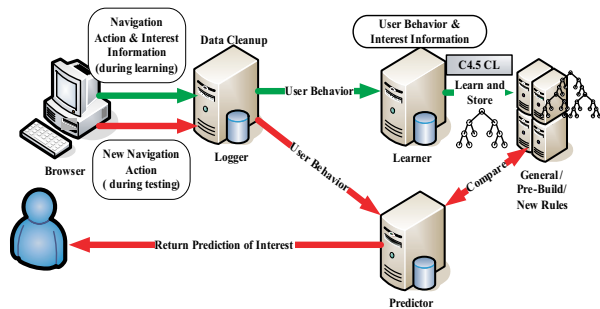 Navigation
Action & Interest
Information
(during learning)
Data Cleanup
User Behavior &
Interest Information
C4.5 CL
Learn and
Store
User Behavior
Browser
New Navigation
Action
( during testing)
Logger
User Behavior
Learner
Compare
General/
Pre-Build/
New Rules
Return Prediction of Interest
Predictor